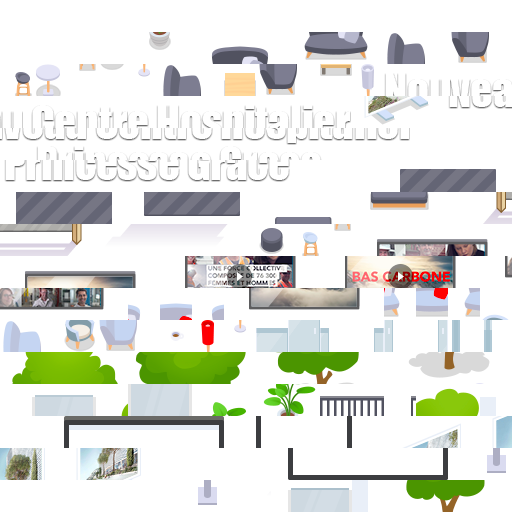 Nouvea
u Centre Hospitalier
Princesse Grace
UNE FORCE COLLECTIVE
COMPOSÉE DE 76 300
FEMMES ET HOMMES
BAS CARBONE